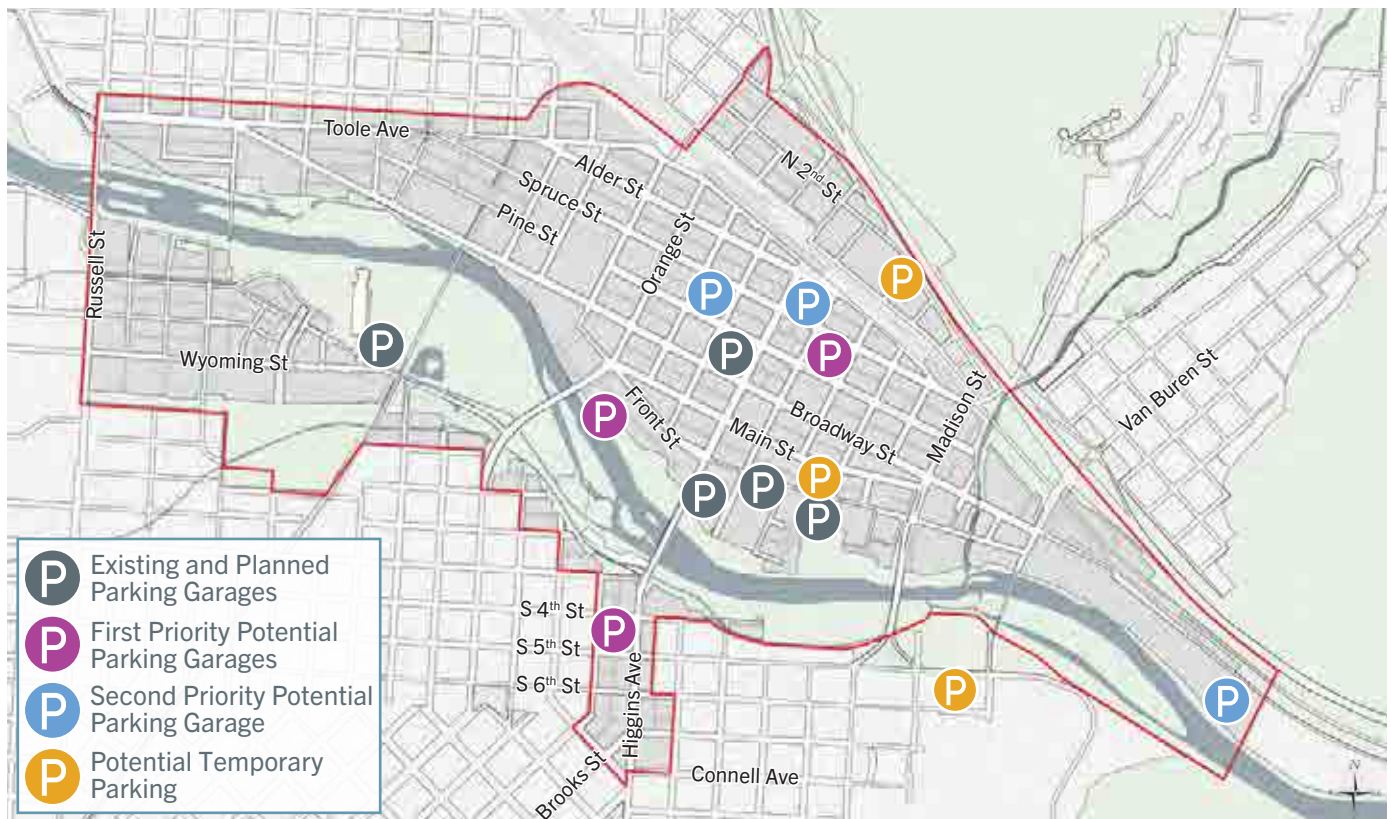 Toole Ave
Alder St
N 2nd St
Spruce St
Pine St
Orange St
Russell St
P
P
P
P
P
P
Wyoming St
Van Buren St
Madison St
Front St
P
Broadway St
Main St
P
P
P
P
Existing and Planned
Parking Garages
First Priority Potential
Parking Garages
Second Priority Potential
Parking Garage
Potential Temporary
Parking
P
P
P
P
S 4th St
S 5th St
S 6th St
P
Higgins Ave
Brooks St
Connell Ave
P
P
N